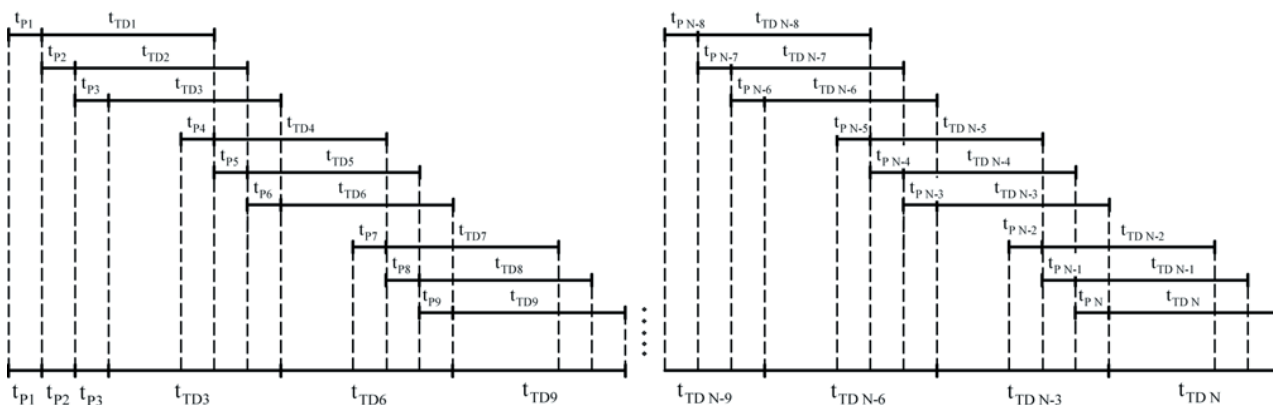 tP1 tTD1 tP N-8 tTD N-8
tP2 tTD2 tP N-7 tTD N-7
tP3 tTD3 tP N-6 tTD N-6
tP4 tTD4 tP N-5 tTD N-5
tP5 tTD5 tP N-4 tTD N-4
tP6 tTD6 tP N-3 tTD N-3
tP7 tTD7 tP N-2 tTD N-2
tP8 tTD8 tP N-1 tTD N-1
tP9 tTD9 tP N tTD N
tP1 tP2 tP3 tTD3 tTD6 tTD9 tTD N-9 tTD N-6 tTD N-3 tTD N